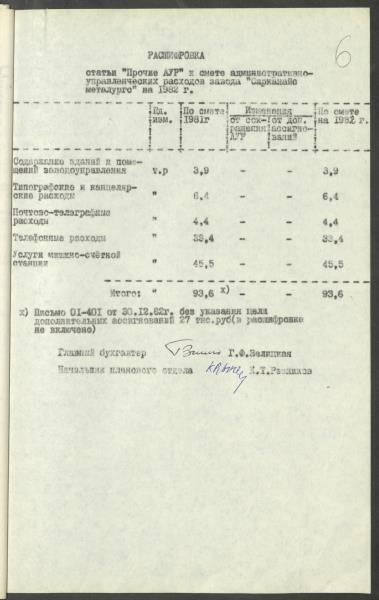 6
РАСШИФРОВКА
статьи "Прочие АУР" к смете административно-
управленческих расходов завода "Саркана&#x439;с
металургс" на 1982 г.
Ед. изм. По смете 1981г Изменения По смете 1982 г.
от сокращения АУР от доп. ассигнований
Содержание зданий и помещений заводоуправления т.р 3,9 - - 3,9
Типографские и канцелярские расходы " 6,4 - - 6,4
Почтово-телеграфные расходы " 4,4 - - 4,4
Телефонные расходы " 33,4 - - 33,4
Услуги машино-счётной станции " 45,5 - - 45,5
Итого: " 93,6 х) - - 93,6
х) Письмо 01-401 от 30.12.82г. без указания цели
дополнительных ассигнований 27 тыс.руб(в расшифровке
не включено)
Главный бухгалтер Г.Ф.Залицкая
Начальник планового отдела